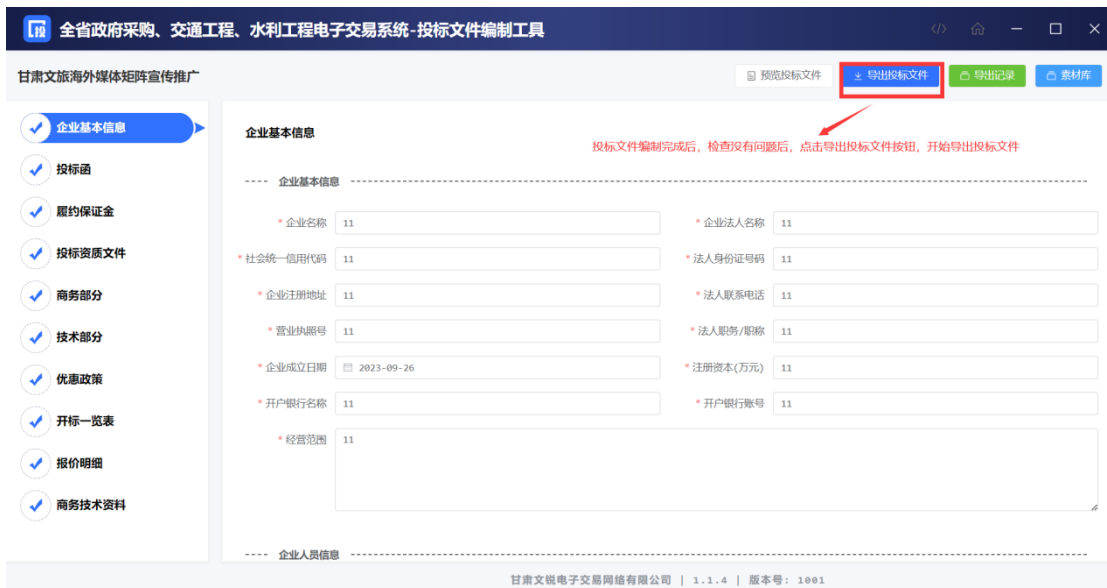 投 全省政府采购、交通工程、水利工程电子交易系统-投标文件编制工具
甘肃文旅海外媒体矩阵宣传推广 预览投标文件 导出投标文件 导出记录 素材库
企业基本信息
投标函
履约保证金
投标资质文件
商务部分
技术部分
优惠政策
开标一览表
报价明细
商务技术资料
企业基本信息
投标文件编制完成后，检查没有问题后，点击导出投标文件按钮，开始导出投标文件
---- 企业基本信息
* 企业名称 11 * 企业法人名称 11
* 社会统一信用代码 11 * 法人身份证号码 11
* 企业注册地址 11 * 法人联系电话 11
* 营业执照号 11 * 法人职务/职称 11
* 企业成立日期 2023-09-26 * 注册资本(万元) 11
* 开户银行名称 11 * 开户银行账号 11
* 经营范围 11
---- 企业人员信息
甘肃文锐电子交易网络有限公司 | 1.1.4 | 版本号: 1001